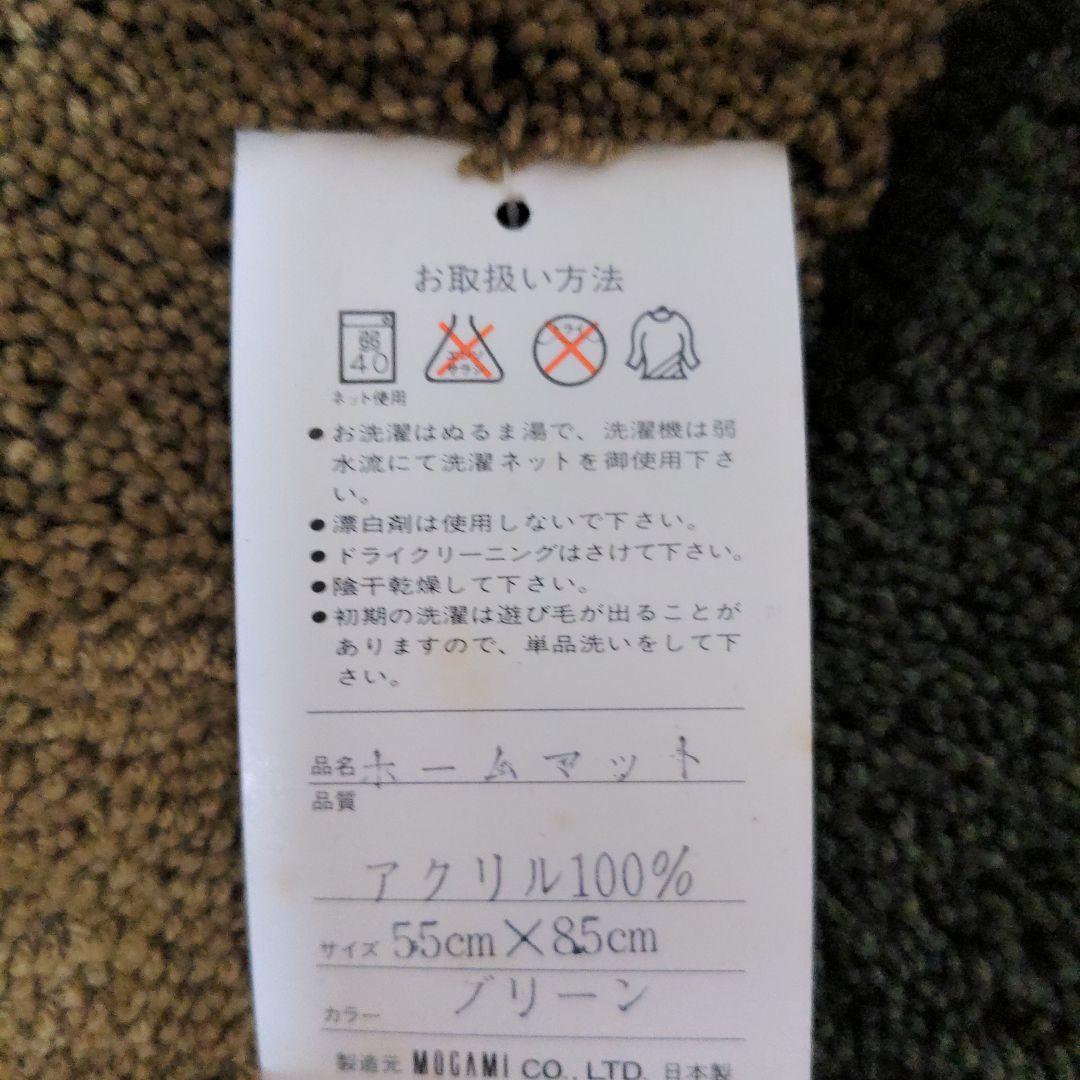 お取扱い方法
弱
40
ネット使用
ドライ
●お洗濯はぬるま湯で、洗濯機は弱
水流にて洗濯ネットを御使用下さ
い。
●漂白剤は使用しないで下さい。
●ドライクリーニングはさけて下さい。
●陰干乾燥して下さい。
●初期の洗濯は遊び毛が出ることが
ありますので、単品洗いをして下
さい。
品名 ホームマット
品質
アクリル100%
サイズ 55cm×85cm
カラー グリーン
製造元 MOGAMI CO., LTD. 日本製